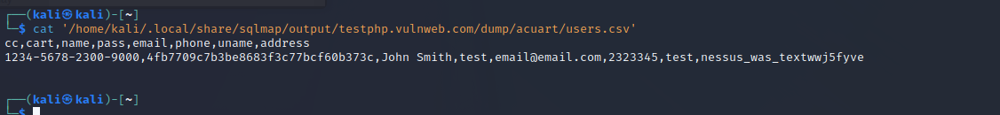 ┌──(kali㉿kali)-[~]
└─$ cat '/home/kali/.local/share/sqlmap/output/testphp.vulnweb.com/dump/acuart/users.csv'
cc,cart,name,pass,email,phone,uname,address
1234-5678-2300-9000,4fb7709c7b3be8683f3c77bcf60b373c,John Smith,test,email@email.com,2323345,test,nessus_was_textwwj5fyve
┌──(kali㉿kali)-[~]
└─$